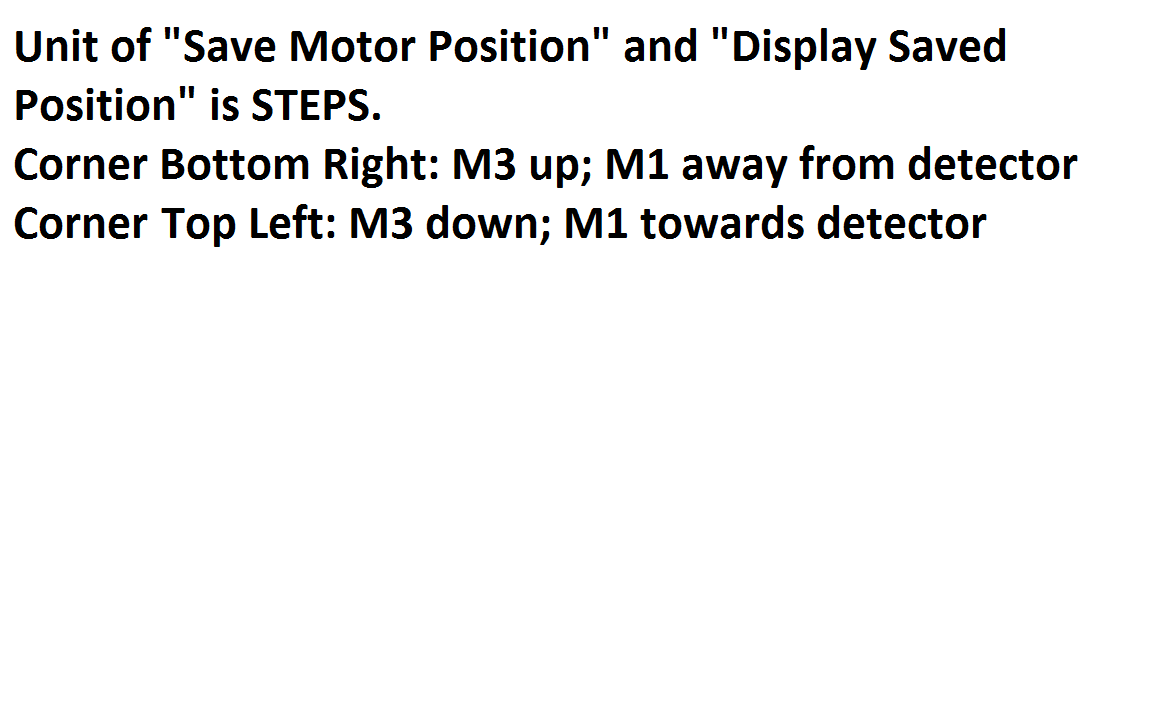 Unit of "Save Motor Position" and "Display Saved
Position" is STEPS.
Corner Bottom Right: M3 up; M1 away from detector
Corner Top Left: M3 down; M1 towards detector